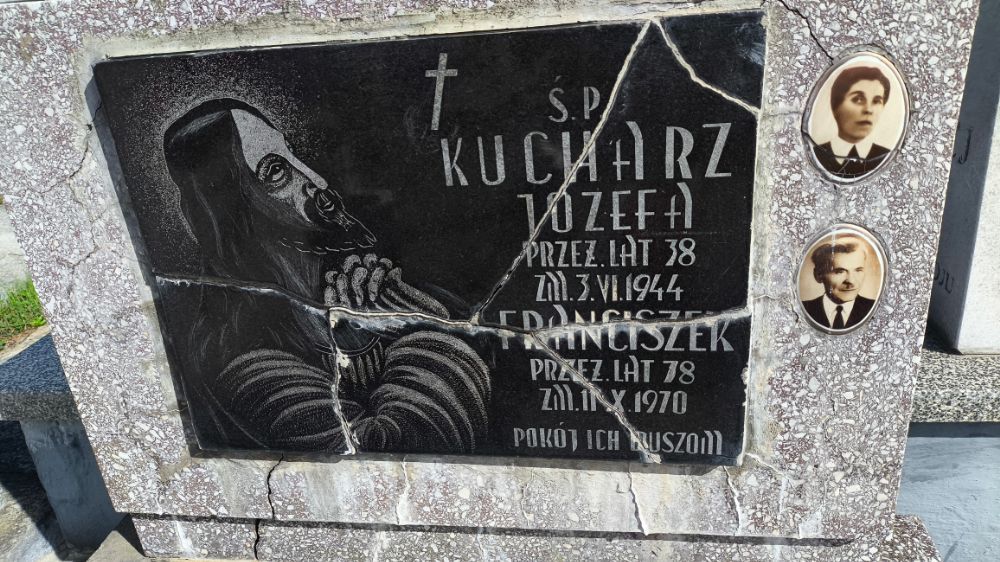 Ś.P.
KUCHARZ
JÓZEFA
PRZEŻ. LAT 38
ZM. 3.VI.1944
FRANCISZEK
PRZEŻ. LAT 78
ZM. 11.X.1970
POKÓJ ICH DUSZOM